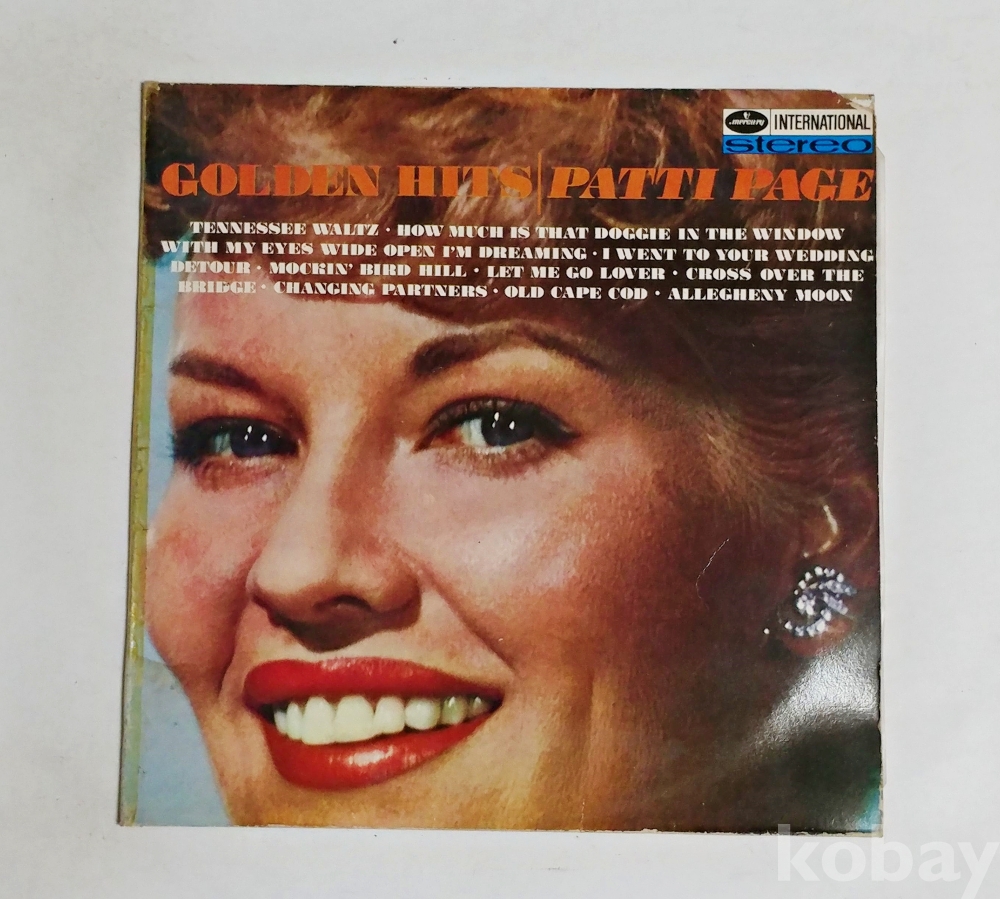 mercury INTERNATIONAL
stereo
GOLDEN HITS | PATTI PAGE
TENNESSEE WALTZ · HOW MUCH IS THAT DOGGIE IN THE WINDOW
WITH MY EYES WIDE OPEN I'M DREAMING · I WENT TO YOUR WEDDING
DETOUR · MOCKIN' BIRD HILL · LET ME GO LOVER · CROSS OVER THE
BRIDGE · CHANGING PARTNERS · OLD CAPE COD · ALLEGHENY MOON
kobay